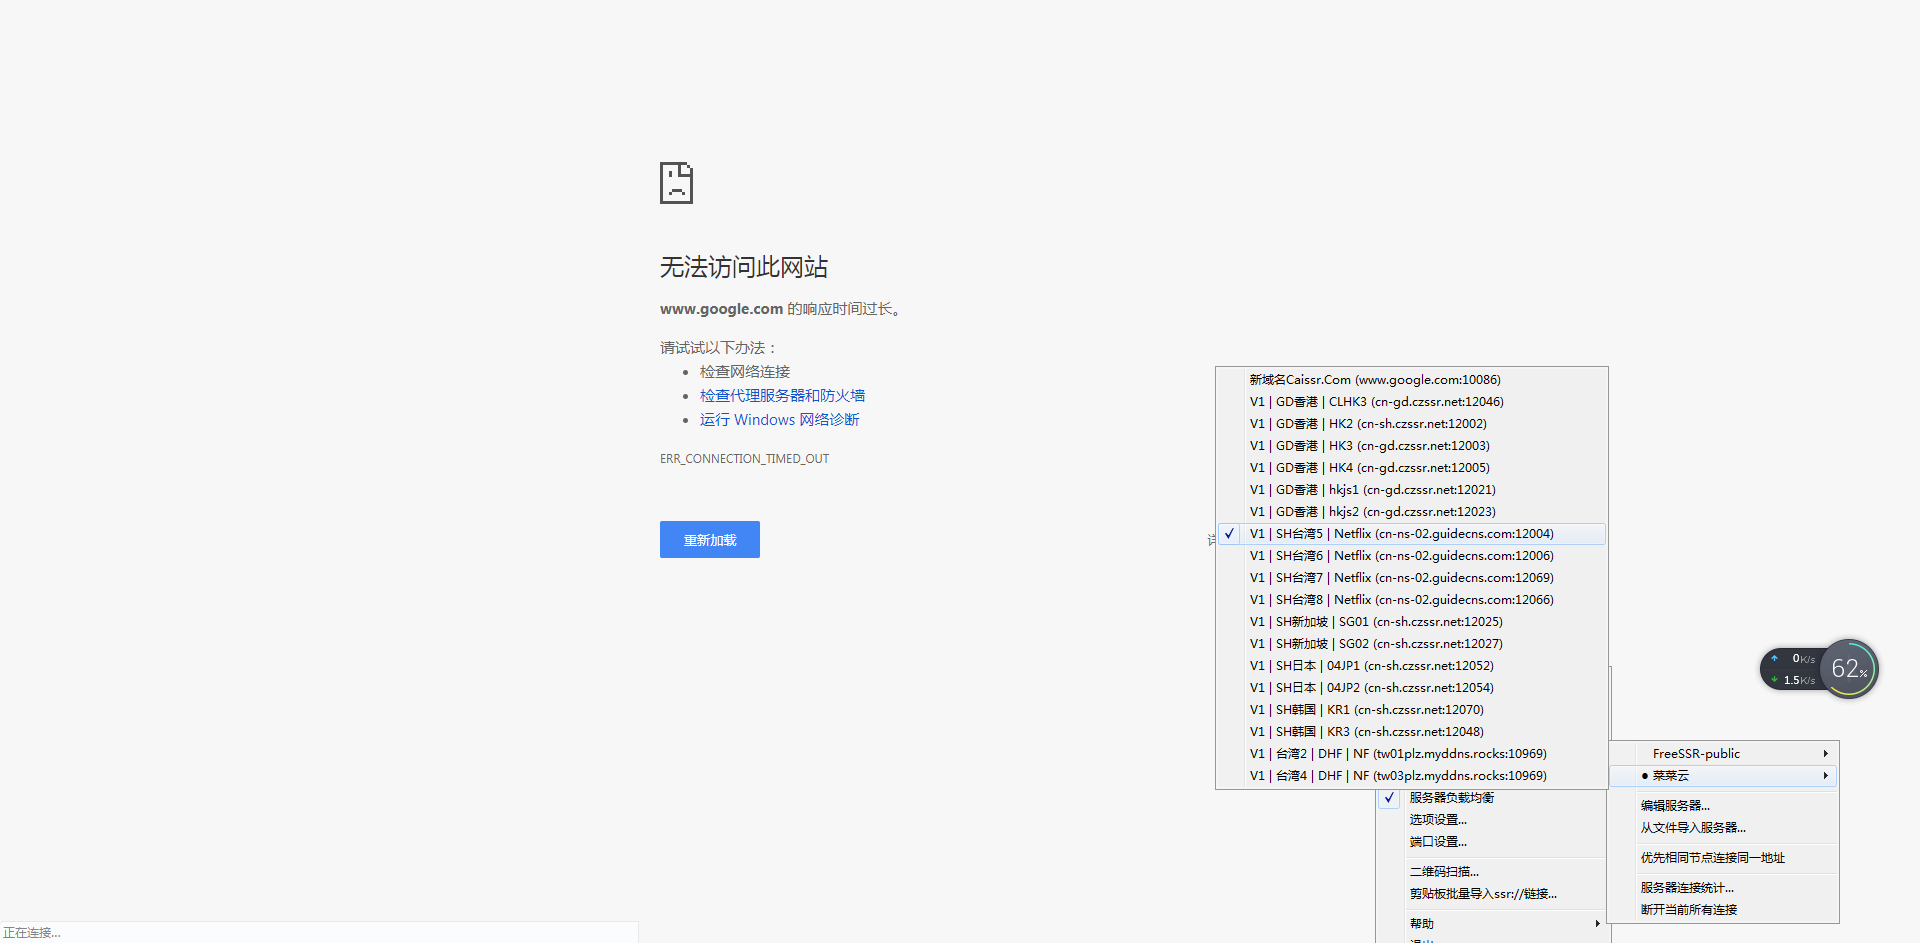 无法访问此网站
www.google.com 的响应时间过长。
请试试以下办法：
检查网络连接
检查代理服务器和防火墙
运行 Windows 网络诊断
ERR_CONNECTION_TIMED_OUT
重新加载
新域名Caissr.Com (www.google.com:10086)
V1 | GD香港 | CLHK3 (cn-gd.czssr.net:12046)
V1 | GD香港 | HK2 (cn-sh.czssr.net:12002)
V1 | GD香港 | HK3 (cn-gd.czssr.net:12003)
V1 | GD香港 | HK4 (cn-gd.czssr.net:12005)
V1 | GD香港 | hkjs1 (cn-gd.czssr.net:12021)
V1 | GD香港 | hkjs2 (cn-gd.czssr.net:12023)
V1 | SH台湾5 | Netflix (cn-ns-02.guidecns.com:12004)
V1 | SH台湾6 | Netflix (cn-ns-02.guidecns.com:12006)
V1 | SH台湾7 | Netflix (cn-ns-02.guidecns.com:12069)
V1 | SH台湾8 | Netflix (cn-ns-02.guidecns.com:12066)
V1 | SH新加坡 | SG01 (cn-sh.czssr.net:12025)
V1 | SH新加坡 | SG02 (cn-sh.czssr.net:12027)
V1 | SH日本 | 04JP1 (cn-sh.czssr.net:12052)
V1 | SH日本 | 04JP2 (cn-sh.czssr.net:12054)
V1 | SH韩国 | KR1 (cn-sh.czssr.net:12070)
V1 | SH韩国 | KR3 (cn-sh.czssr.net:12048)
V1 | 台湾2 | DHF | NF (tw01plz.myddns.rocks:10969)
V1 | 台湾4 | DHF | NF (tw03plz.myddns.rocks:10969)
0K/s
1.5K/s
62%
FreeSSR-public
菜菜云
编辑服务器...
从文件导入服务器...
优先相同节点连接同一地址
服务器连接统计...
断开当前所有连接
服务器负载均衡
选项设置...
端口设置...
二维码扫描...
剪贴板批量导入ssr://链接...
帮助
正在连接...